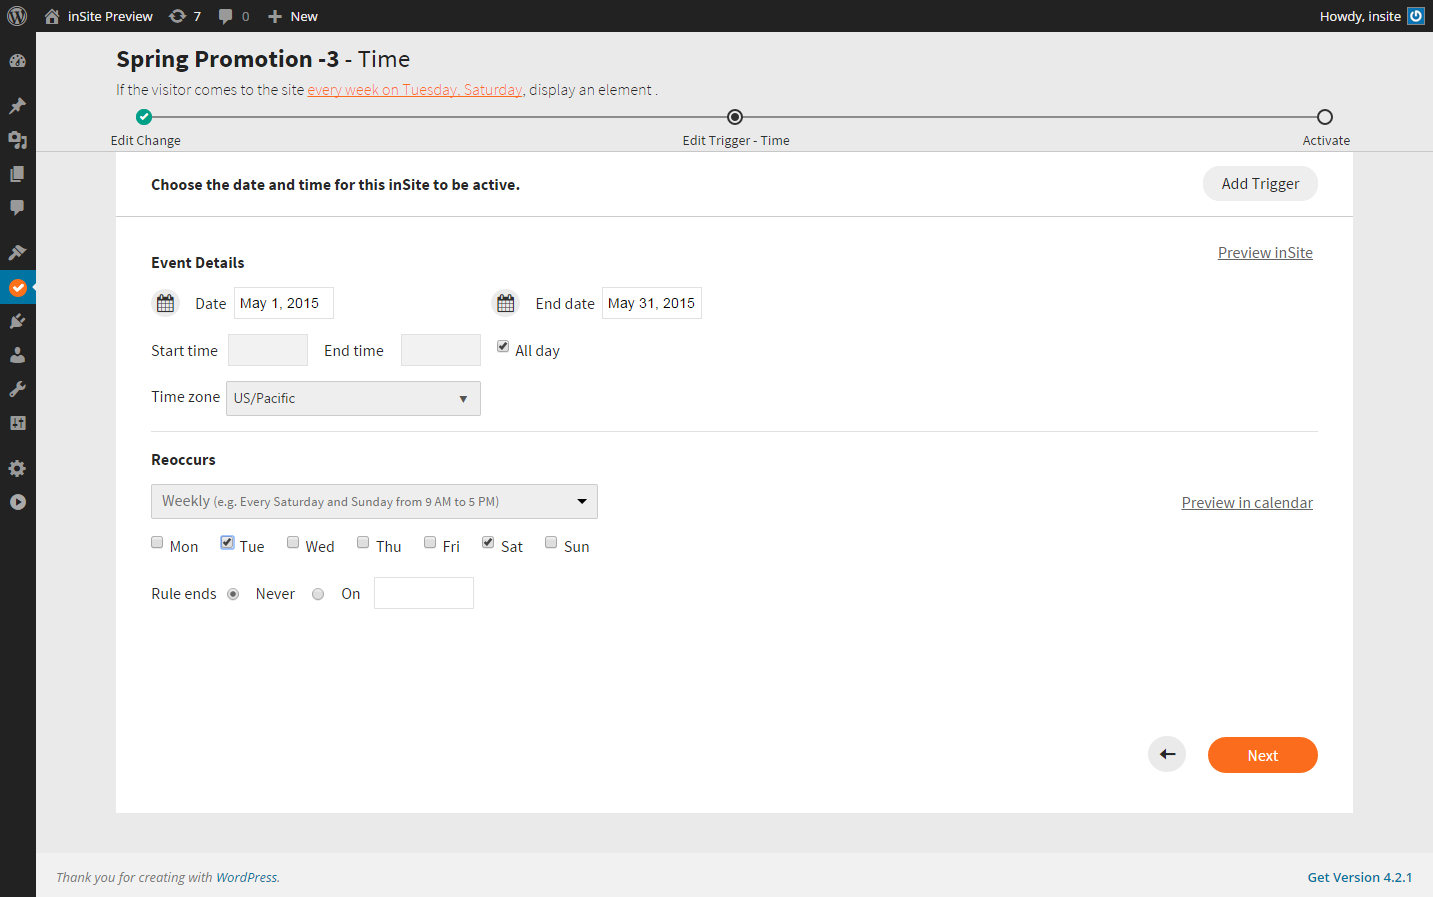 inSite Preview 7 0 New Howdy, insite
Spring Promotion -3 - Time
If the visitor comes to the site every week on Tuesday, Saturday, display an element .
Edit Change Edit Trigger - Time Activate
Choose the date and time for this inSite to be active. Add Trigger
Preview inSite
Event Details
Date May 1, 2015 End date May 31, 2015
Start time End time All day
Time zone US/Pacific
Reoccurs
Weekly (e.g. Every Saturday and Sunday from 9 AM to 5 PM)
Preview in calendar
Mon Tue Wed Thu Fri Sat Sun
Rule ends Never On
Next
Thank you for creating with WordPress. Get Version 4.2.1